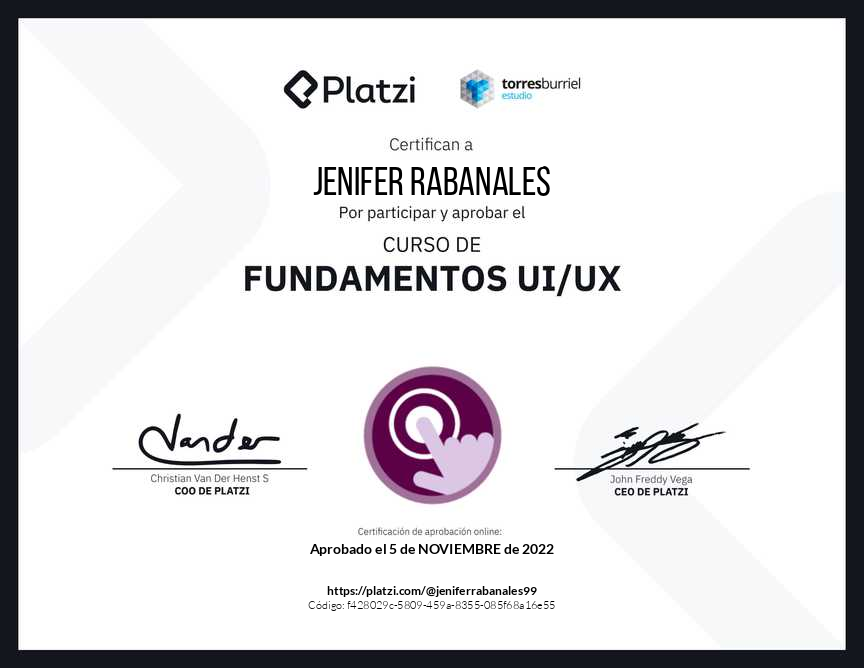 Platzi
torresburriel
estudio
Certifican a
JENIFER RABANALES
Por participar y aprobar el
CURSO DE
FUNDAMENTOS UI/UX
Vander
Christian Van Der Henst S
COO DE PLATZI
John Freddy Vega
CEO DE PLATZI
Certificación de aprobación online:
Aprobado el 5 de NOVIEMBRE de 2022
https://platzi.com/@jeniferrabanales99
Código: f428029c-5809-459a-8355-085f68a16e55